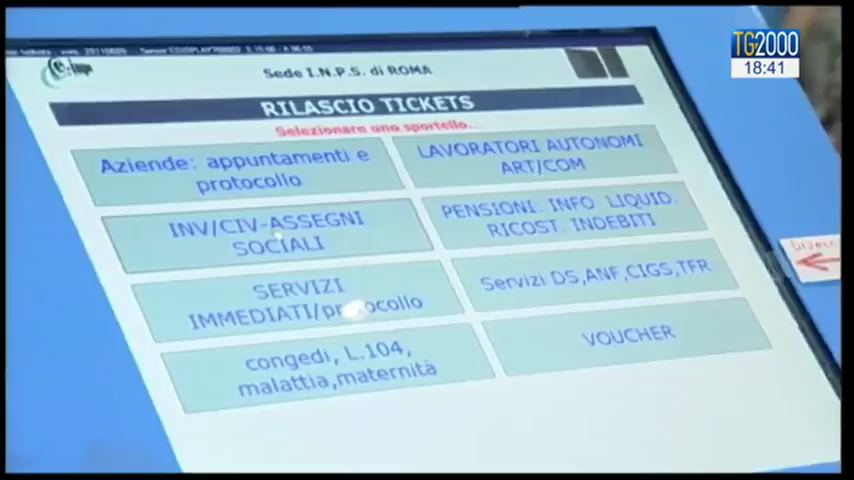 TG2000
18:41
Sede I.N.P.S. di ROMA
RILASCIO TICKETS
Selezionare uno sportello...
Aziende: appuntamenti e
protocollo
LAVORATORI AUTONOMI
ART/COM
INV/CIV-ASSEGNI
SOCIALI
PENSIONI: INFO LIQUID.
RICOST. INDEBITI
SERVIZI
IMMEDIATI/protocollo
Servizi DS,ANF,CIGS,TFR
congedi, L.104,
malattia,maternità
VOUCHER